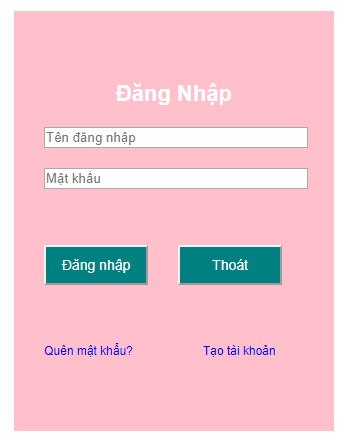 Đăng Nhập
Tên đăng nhập
Mật khẩu
Đăng nhập
Thoát
Quên mật khẩu?
Tạo tài khoản